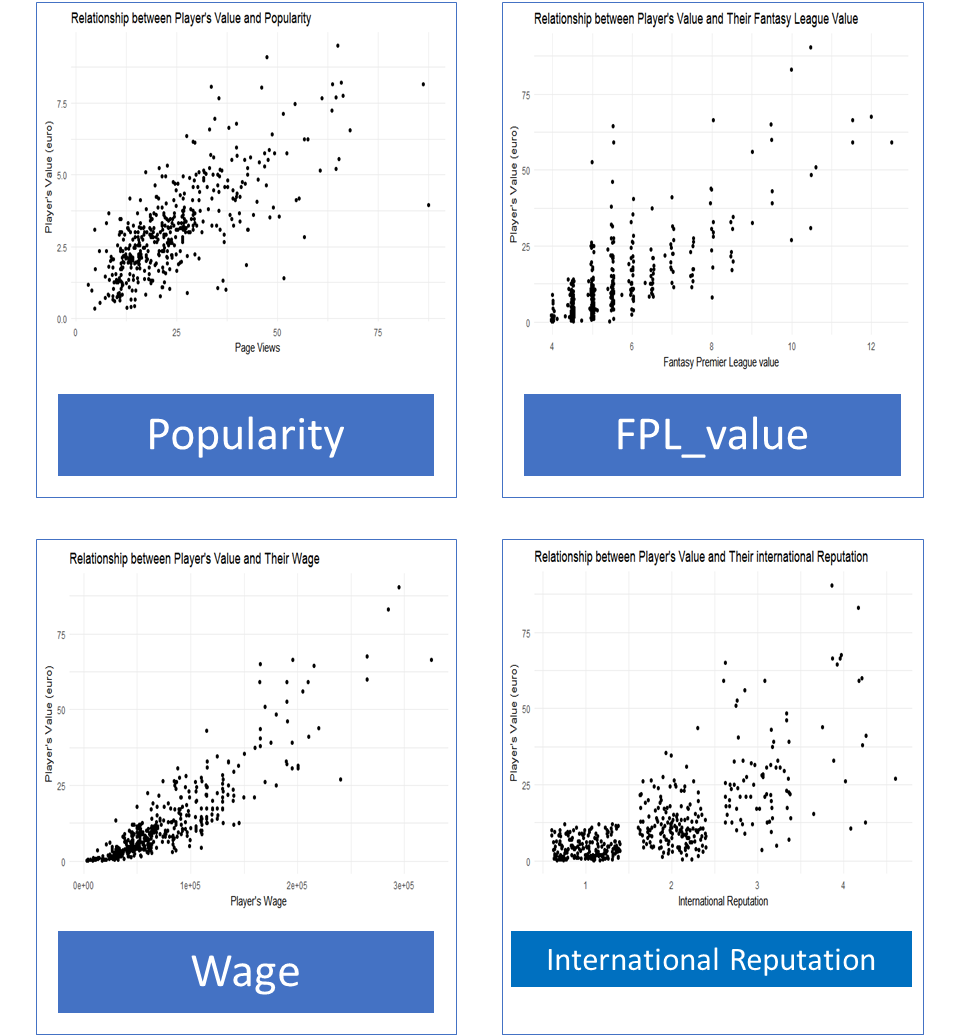 Relationship between Player's Value and Popularity
Player's Value (euro)
7.5
5.0
2.5
0.0
0 25 50 75
Page Views
Popularity
Relationship between Player's Value and Their Fantasy League Value
Player's Value (euro)
75
50
25
0
4 6 8 10 12
Fantasy Premier League value
FPL_value
Relationship between Player's Value and Their Wage
Player's Value (euro)
75
50
25
0
0e+00 1e+05 2e+05 3e+05
Player's Wage
Wage
Relationship between Player's Value and Their international Reputation
Player's Value (euro)
75
50
25
0
1 2 3 4
International Reputation
International Reputation